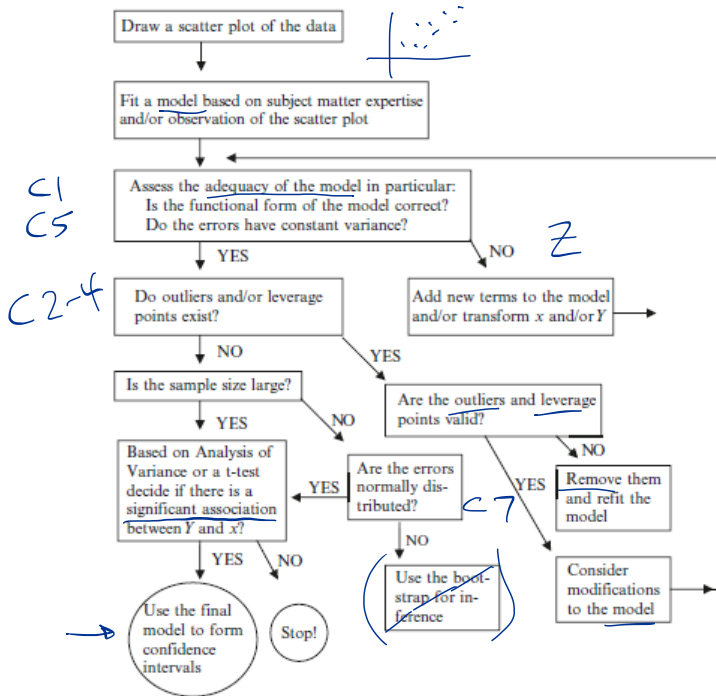 Draw a scatter plot of the data
Fit a model based on subject matter expertise
and/or observation of the scatter plot
C1
C5
Assess the adequacy of the model in particular:
Is the functional form of the model correct?
Do the errors have constant variance?
YES
NO
Z
C2-4
Do outliers and/or leverage
points exist?
Add new terms to the model
and/or transform x and/or Y
NO
YES
Is the sample size large?
Are the outliers and leverage
points valid?
YES
NO
NO
Based on Analysis of
Variance or a t-test
decide if there is a
significant association
between Y and x?
YES
Are the errors
normally dis-
tributed?
C7
YES
Remove them
and refit the
model
YES
NO
NO
Use the final
model to form
confidence
intervals
Stop!
Use the boot-
strap for in-
ference
Consider
modifications
to the model